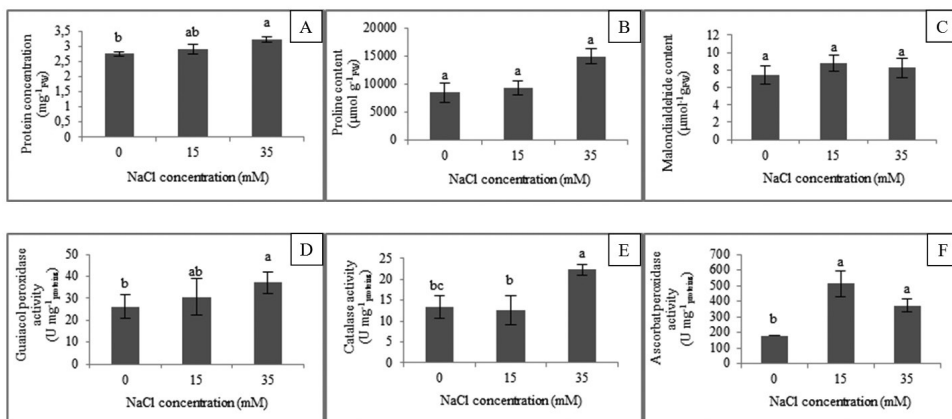 A
Protein concentration
(mg⁻¹FW)
3,5
3
2,5
2
1,5
1
0,5
0
b
ab
a
0
15
35
NaCl concentration (mM)
B
Proline content
(µmol g⁻¹FW)
20000
15000
10000
5000
0
a
a
a
0
15
35
NaCl concentration (mM)
C
Malondialdehide content
(µmol⁻¹gFW)
14
12
10
8
6
4
2
0
a
a
a
0
15
35
NaCl concentration (mM)
D
Guaiacol peroxidase
activity
(U mg⁻¹proteins)
50
40
30
20
10
0
b
ab
a
0
15
35
NaCl concentration (mM)
E
Catalase activity
(U mg⁻¹proteins)
25
20
15
10
5
0
bc
b
a
0
15
35
NaCl concentration (mM)
F
Ascorbat peroxidase
activity
(U mg⁻¹proteins)
700
600
500
400
300
200
100
0
b
a
a
0
15
35
NaCl concentration (mM)